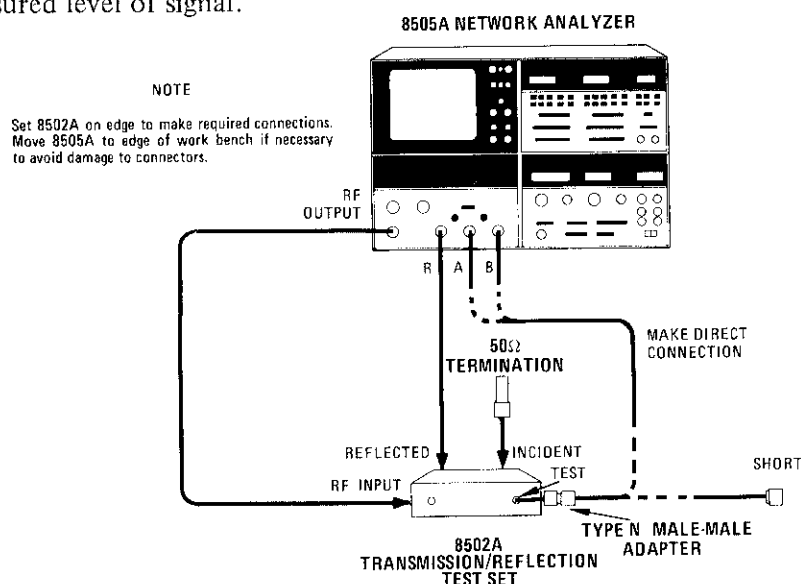 sured level of signal.
8505A NETWORK ANALYZER
NOTE
Set 8502A on edge to make required connections.
Move 8505A to edge of work bench if necessary
to avoid damage to connectors.
RF
OUTPUT
R A B
MAKE DIRECT
CONNECTION
50Ω
TERMINATION
REFLECTED
INCIDENT
TEST
SHORT
RF INPUT
TYPE N MALE-MALE
ADAPTER
8502A
TRANSMISSION/REFLECTION
TEST SET